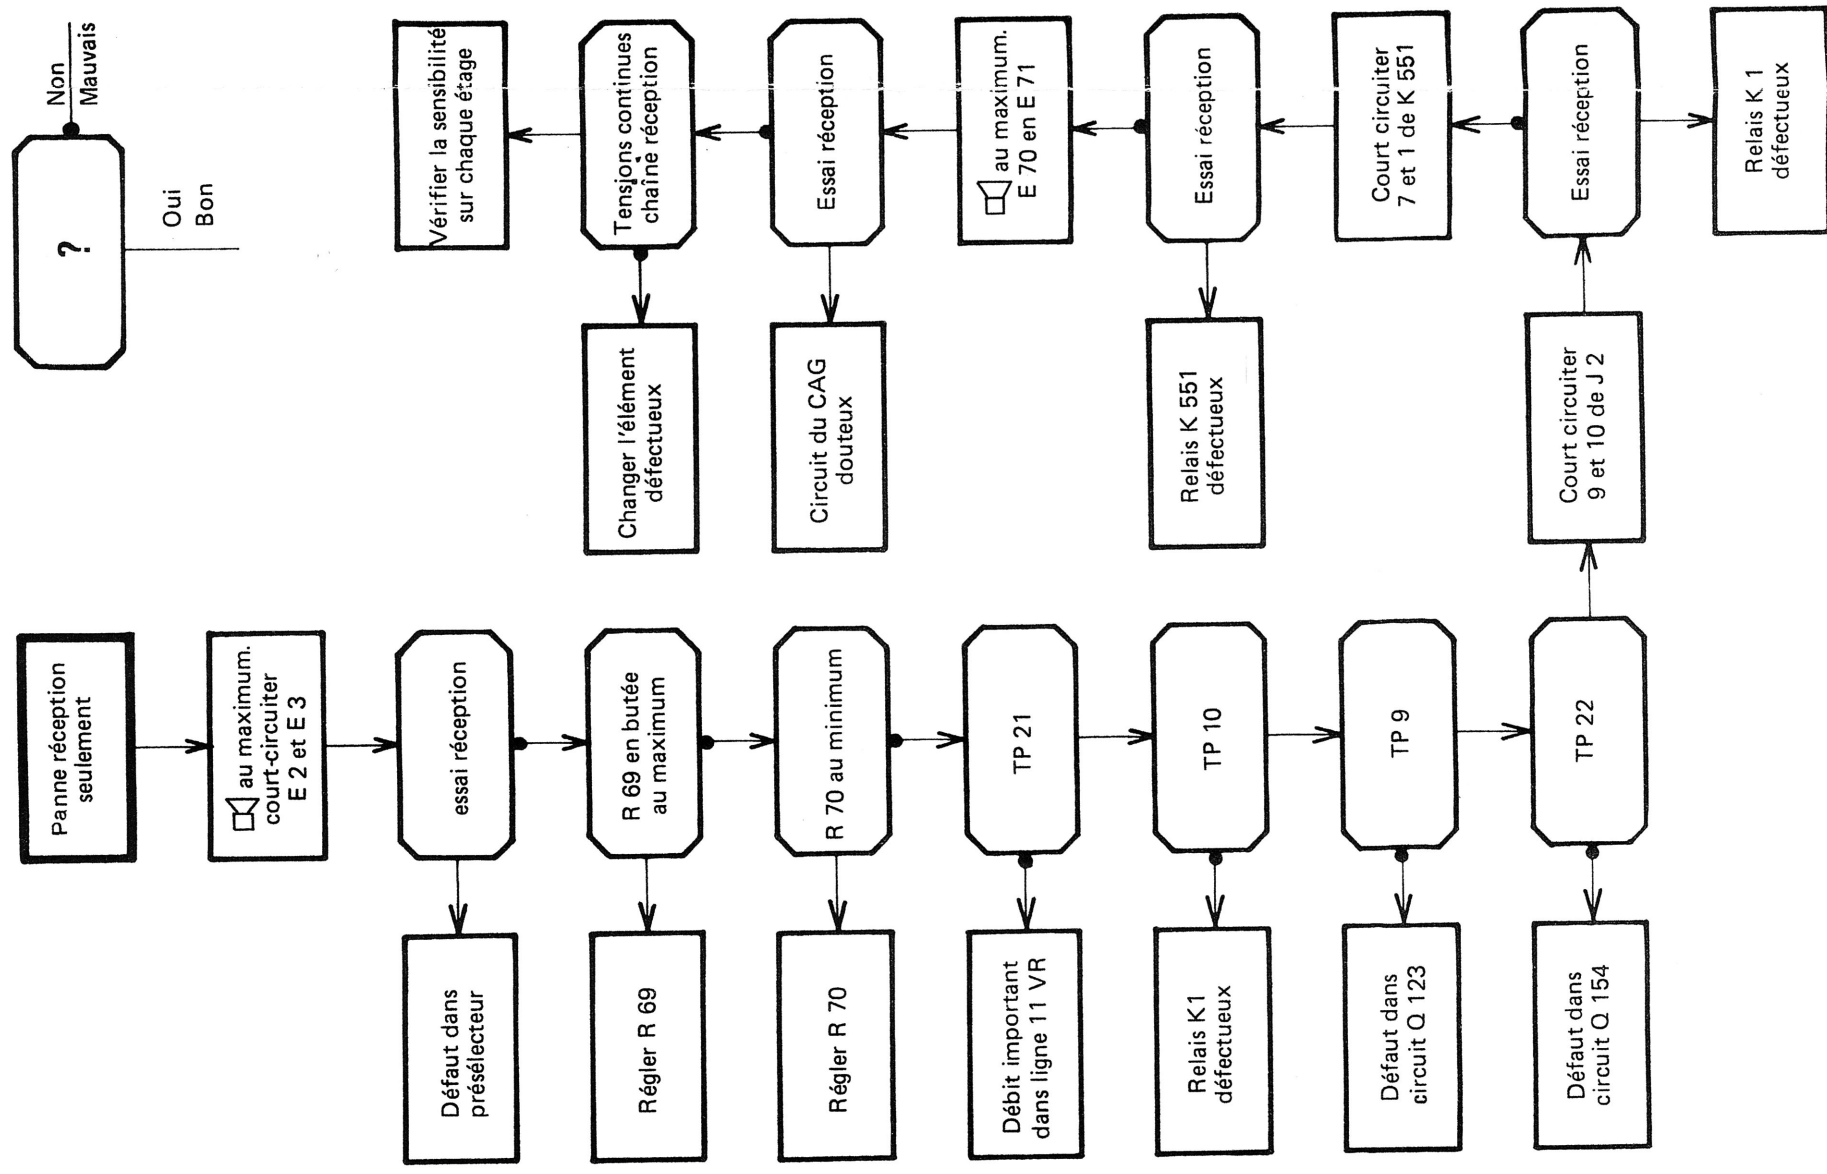 Panne réception
seulement
au maximum.
court-circuiter
E 2 et E 3
essai réception
Défaut dans
présélecteur
R 69 en butée
au maximum
Régler R 69
R 70 au minimum
Régler R 70
TP 21
Débit important
dans ligne 11 VR
TP 10
Relais K1
défectueux
TP 9
Défaut dans
circuit Q 123
TP 22
Défaut dans
circuit Q 154
Court circuiter
9 et 10 de J 2
Essai réception
Relais K 1
défectueux
Court circuiter
7 et 1 de K 551
Essai réception
Relais K 551
défectueux
au maximum.
E 70 en E 71
Essai réception
Circuit du CAG
douteux
Tensions continues
chaîne réception
Changer l'élément
défectueux
Vérifier la sensibilité
sur chaque étage
?
Non
Mauvais
Oui
Bon